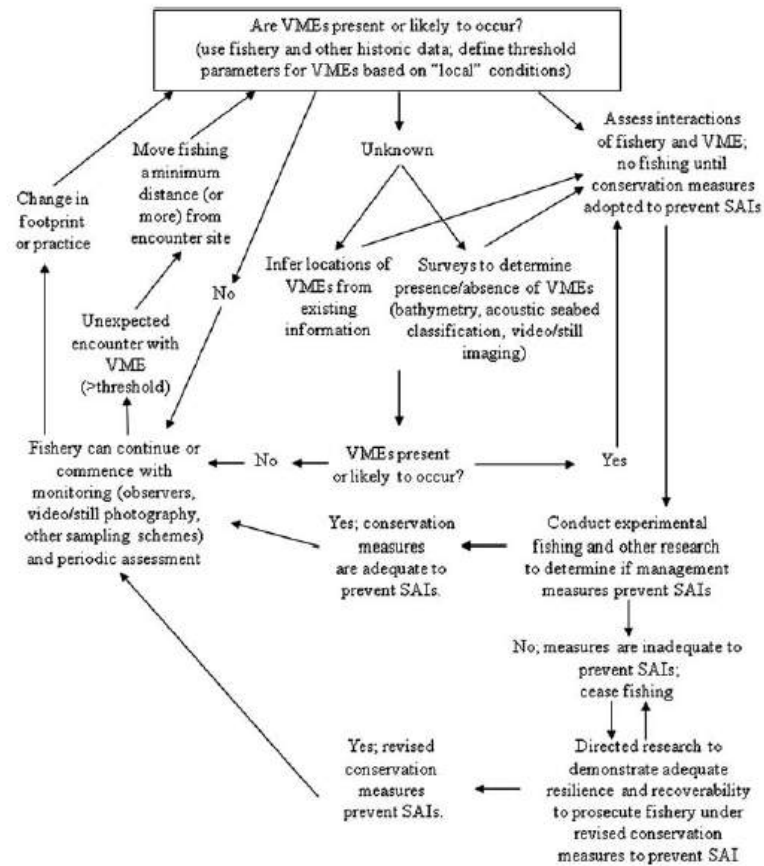 Are VMEs present or likely to occur?
(use fishery and other historic data; define threshold
parameters for VMEs based on "local" conditions)
Assess interactions
of fishery and VME;
no fishing until
conservation measures
adopted to prevent SAIs
Unknown
Move fishing
a minimum
distance (or
more) from
encounter site
Change in
footprint
or practice
No
Infer locations of
VMEs from
existing
information
Surveys to determine
presence/absence of VMEs
(bathymetry, acoustic seabed
classification, video/still
imaging)
Unexpected
encounter with
VME
(>threshold)
Fishery can continue or
commence with
monitoring (observers,
video/still photography,
other sampling schemes)
and periodic assessment
No
VMEs present
or likely to occur?
Yes
Yes; conservation
measures
are adequate to
prevent SAIs.
Conduct experimental
fishing and other research
to determine if management
measures prevent SAIs
No; measures are inadequate to
prevent SAIs;
cease fishing
Yes; revised
conservation
measures
prevent SAIs.
Directed research to
demonstrate adequate
resilience and recoverability
to prosecute fishery under
revised conservation
measures to prevent SAI